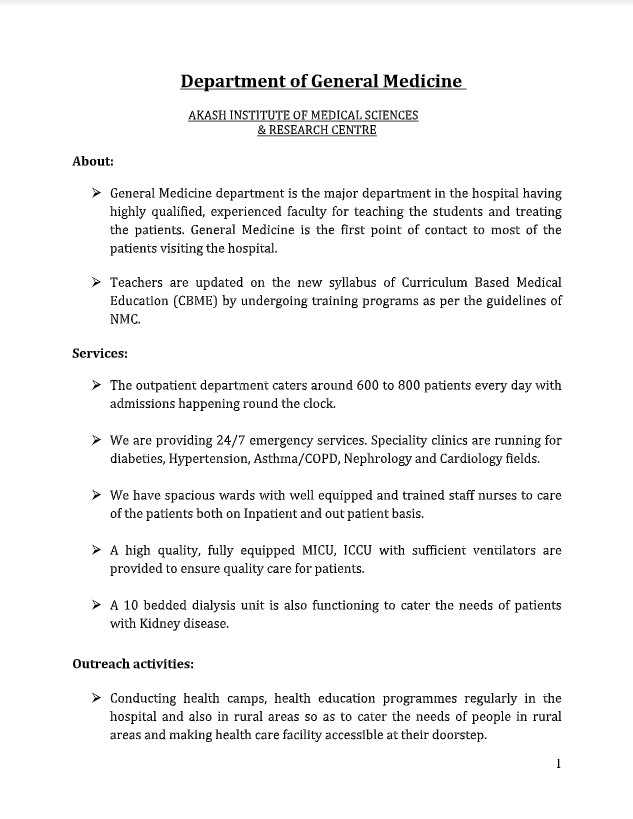 Department of General Medicine
AKASH INSTITUTE OF MEDICAL SCIENCES
& RESEARCH CENTRE
About:
➢ General Medicine department is the major department in the hospital having
highly qualified, experienced faculty for teaching the students and treating
the patients. General Medicine is the first point of contact to most of the
patients visiting the hospital.
➢ Teachers are updated on the new syllabus of Curriculum Based Medical
Education (CBME) by undergoing training programs as per the guidelines of
NMC.
Services:
➢ The outpatient department caters around 600 to 800 patients every day with
admissions happening round the clock.
➢ We are providing 24/7 emergency services. Speciality clinics are running for
diabeties, Hypertension, Asthma/COPD, Nephrology and Cardiology fields.
➢ We have spacious wards with well equipped and trained staff nurses to care
of the patients both on Inpatient and out patient basis.
➢ A high quality, fully equipped MICU, ICCU with sufficient ventilators are
provided to ensure quality care for patients.
➢ A 10 bedded dialysis unit is also functioning to cater the needs of patients
with Kidney disease.
Outreach activities:
➢ Conducting health camps, health education programmes regularly in the
hospital and also in rural areas so as to cater the needs of people in rural
areas and making health care facility accessible at their doorstep.
1